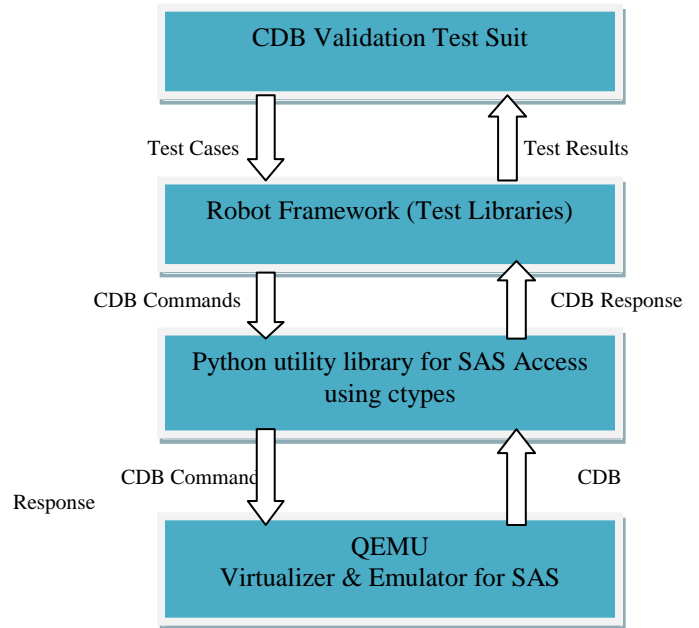 CDB Validation Test Suit
Test Cases
Test Results
Robot Framework (Test Libraries)
CDB Commands
CDB Response
Python utility library for SAS Access
using ctypes
CDB Command
CDB
Response
QEMU
Virtualizer & Emulator for SAS